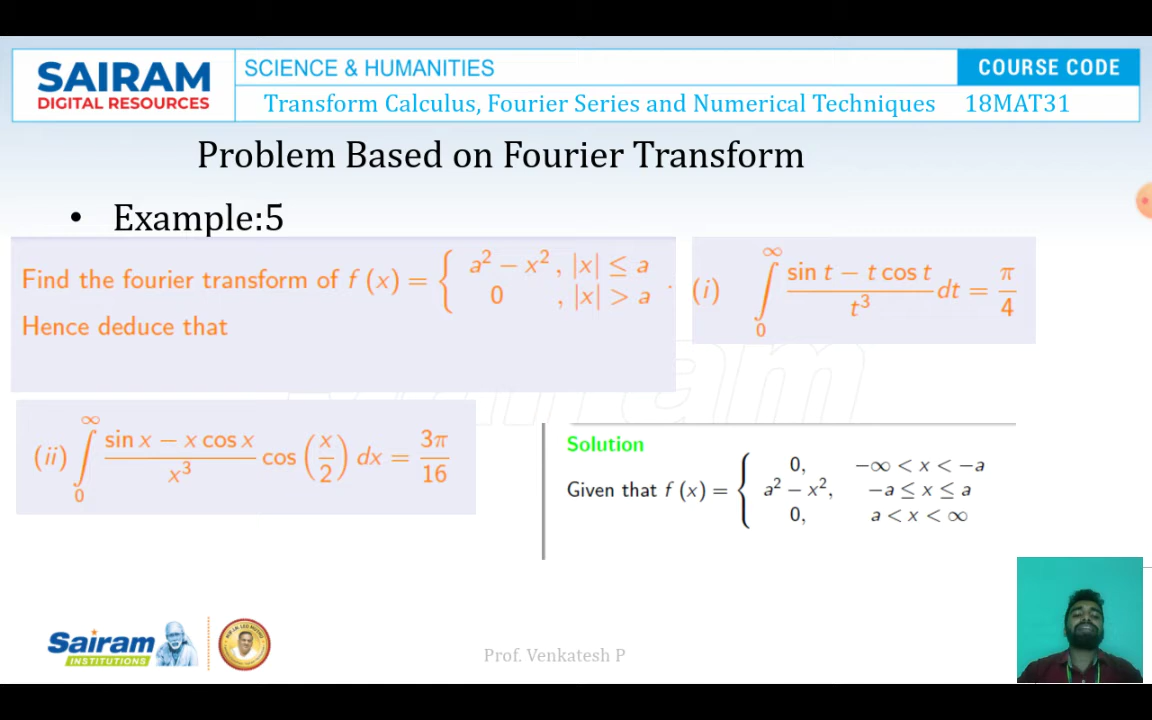 SAIRAM
DIGITAL RESOURCES
SCIENCE & HUMANITIES
COURSE CODE
Transform Calculus, Fourier Series and Numerical Techniques 18MAT31
Problem Based on Fourier Transform
• Example:5
Find the fourier transform of f (x) = { a² − x² , |x| ≤ a
0 , |x| > a .
Hence deduce that
(i) ∫₀^∞ (sin t − t cos t)/t³ dt = π/4
(ii) ∫₀^∞ (sin x − x cos x)/x³ cos (x/2) dx = 3π/16
Solution
Given that f (x) = { 0, −∞ < x < −a
a² − x², −a ≤ x ≤ a
0, a < x < ∞
Sairam
INSTITUTIONS
Prof. Venkatesh P